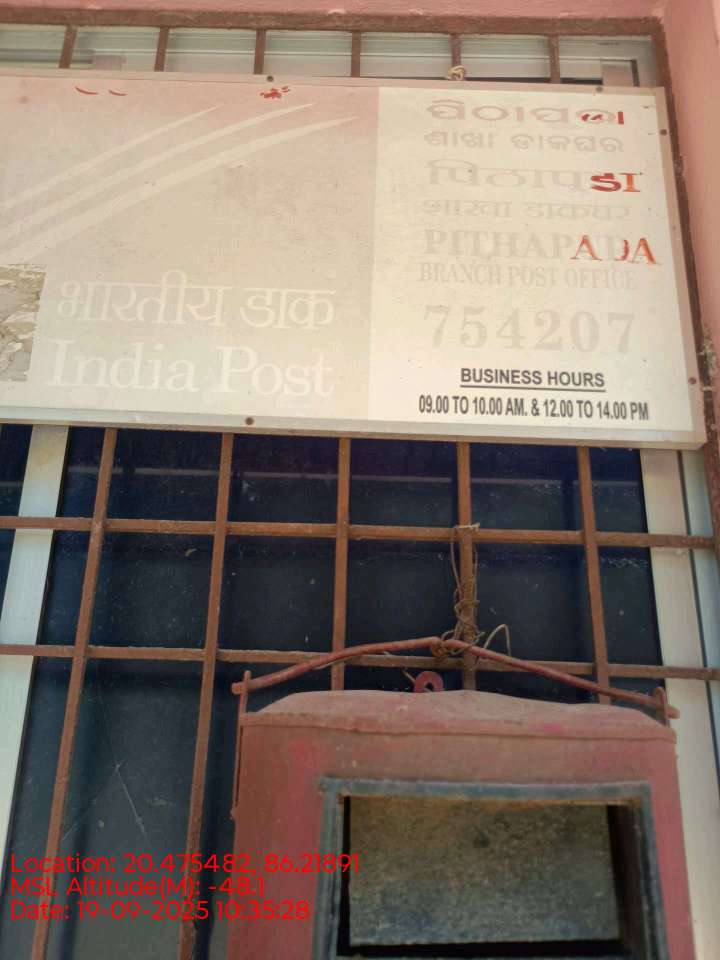 ପିଠାପଡା
ଶାଖା ଡାକଘର
पिठापडा
शाखा डाकघर
PITHAPADA
BRANCH POST OFFICE
754207
भारतीय डाक
India Post
BUSINESS HOURS
09.00 TO 10.00 AM. & 12.00 TO 14.00 PM
Location: 20.475482, 86.21891
MSL Altitude(M): -48.1
Date: 19-09-2025 10:35:28